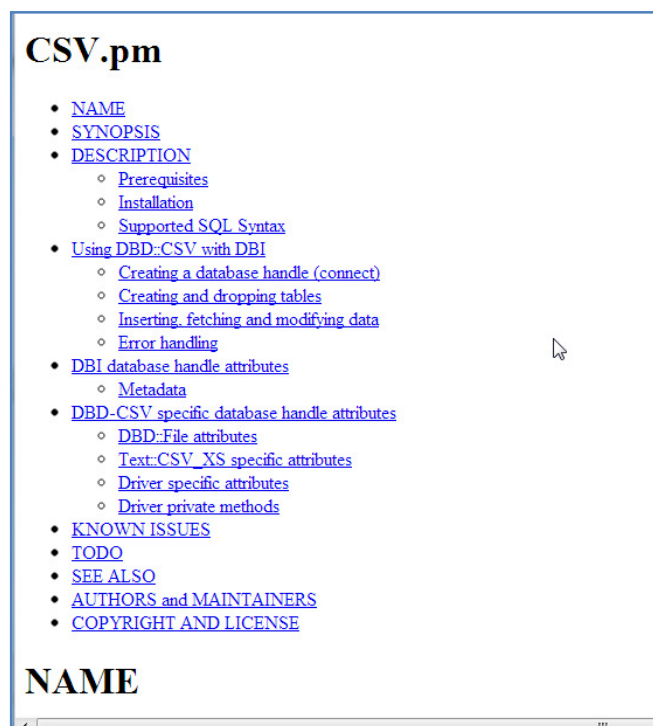 CSV.pm
NAME
SYNOPSIS
DESCRIPTION
Prerequisites
Installation
Supported SQL Syntax
Using DBD::CSV with DBI
Creating a database handle (connect)
Creating and dropping tables
Inserting, fetching and modifying data
Error handling
DBI database handle attributes
Metadata
DBD-CSV specific database handle attributes
DBD::File attributes
Text::CSV_XS specific attributes
Driver specific attributes
Driver private methods
KNOWN ISSUES
TODO
SEE ALSO
AUTHORS and MAINTAINERS
COPYRIGHT AND LICENSE
NAME